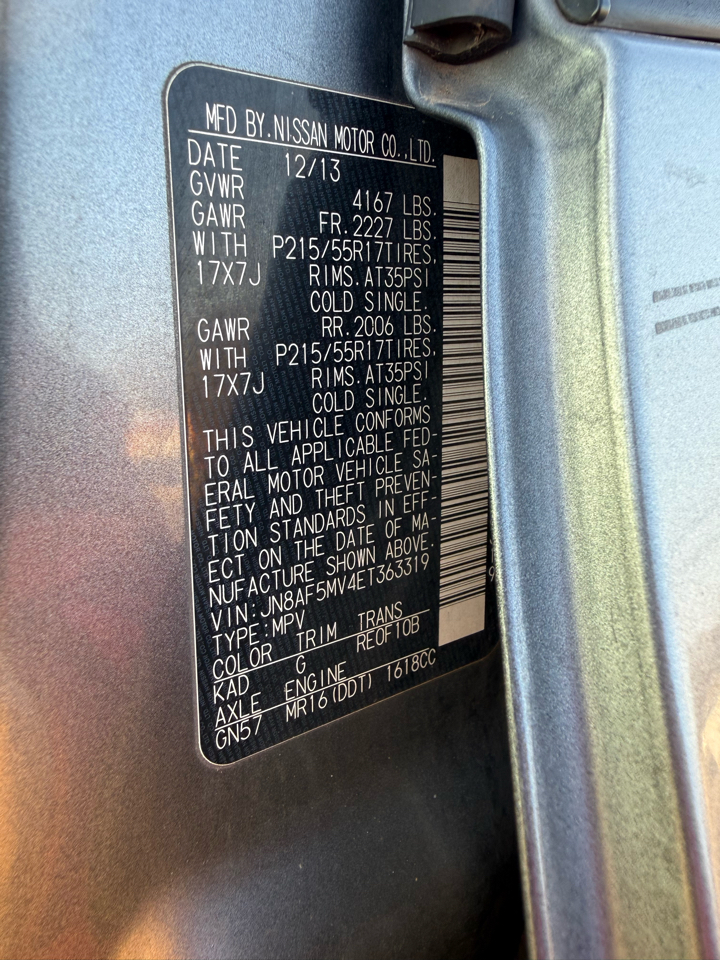 MFD BY.NISSAN MOTOR CO.,LTD.
DATE 12/13
GVWR 4167 LBS.
GAWR FR.2227 LBS.
WITH P215/55R17TIRES,
17X7J RIMS.AT35PSI
COLD SINGLE.
GAWR RR.2006 LBS.
WITH P215/55R17TIRES,
17X7J RIMS.AT35PSI
COLD SINGLE.
THIS VEHICLE CONFORMS
TO ALL APPLICABLE FED-
ERAL MOTOR VEHICLE SA-
FETY AND THEFT PREVEN-
TION STANDARDS IN EFF-
ECT ON THE DATE OF MA-
NUFACTURE SHOWN ABOVE.
VIN:JN8AF5MV4ET363319
TYPE:MPV
COLOR TRIM TRANS
KAD G RE0F10B
AXLE ENGINE
GN57 MR16(DDT) 1618CC